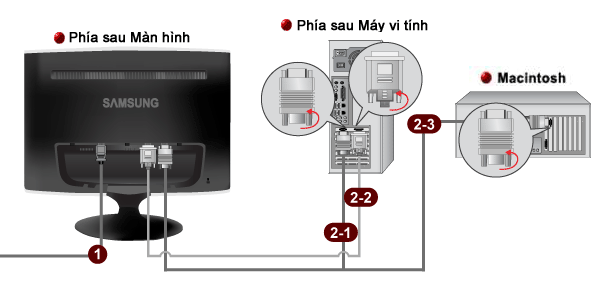 Phía sau Màn hình
Phía sau Máy vi tính
Macintosh
SAMSUNG
2-3
2-2
2-1
1